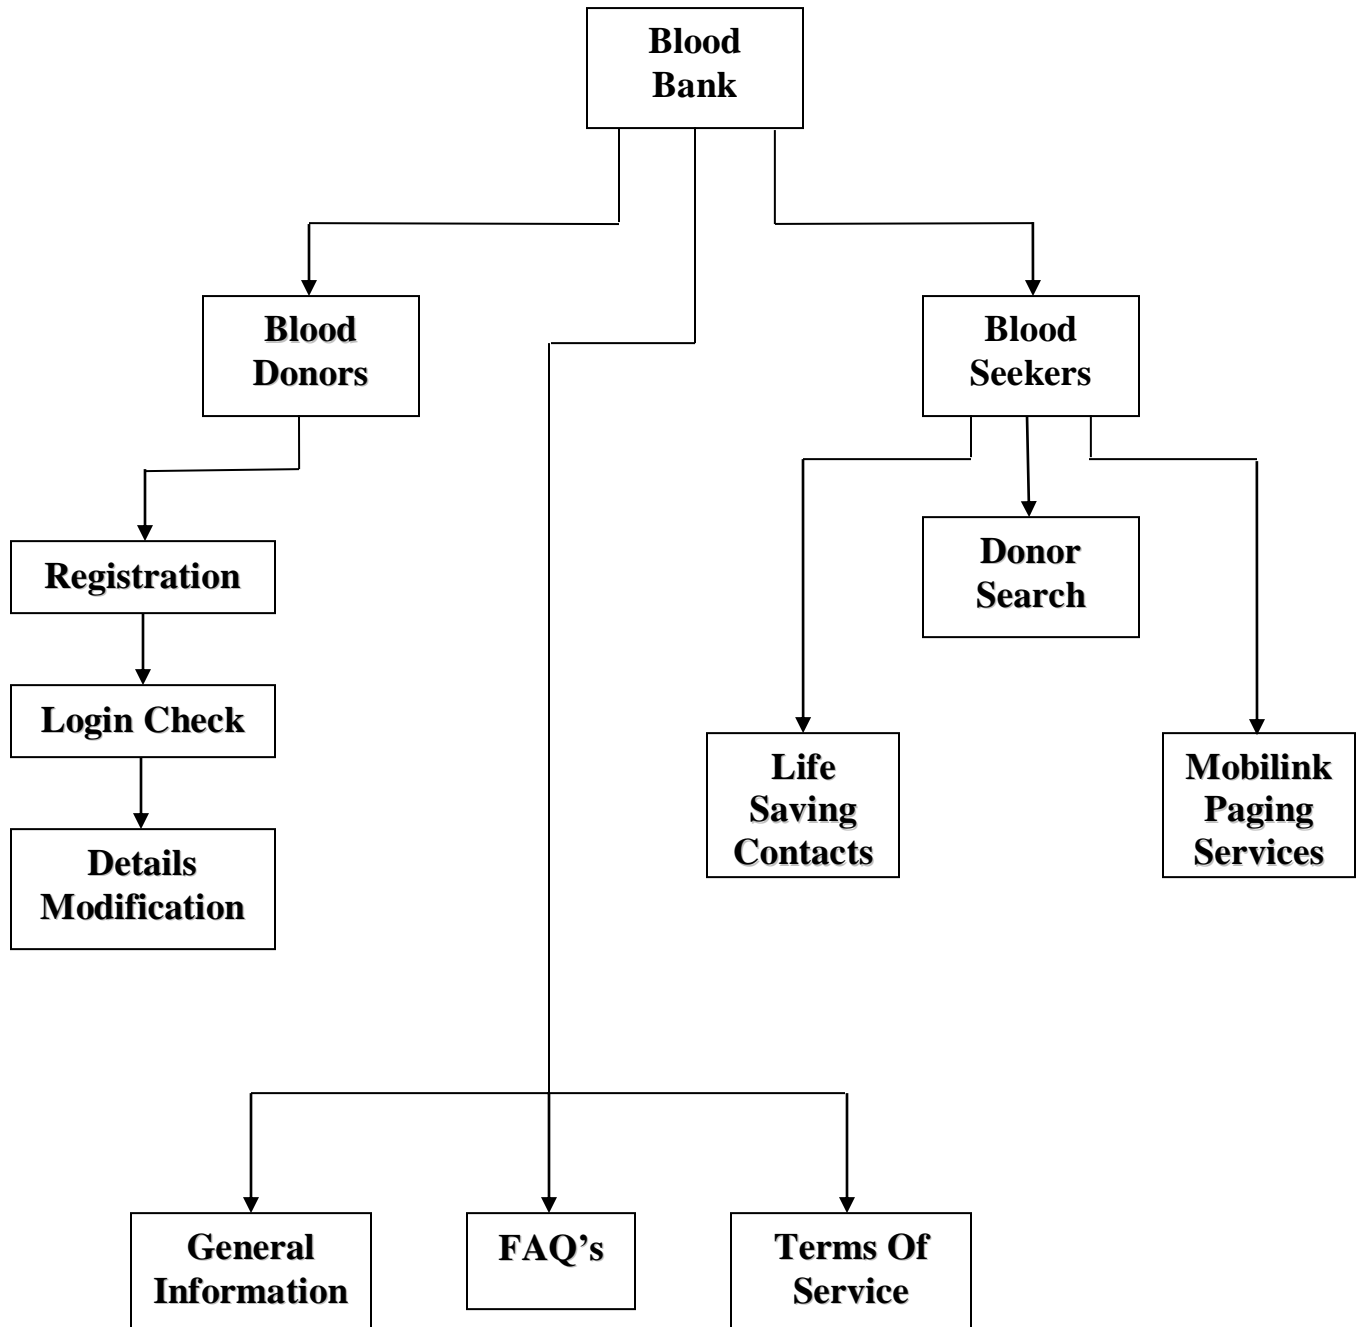 Blood
Bank
Blood
Donors
Blood
Seekers
Registration
Login Check
Details
Modification
Donor
Search
Life
Saving
Contacts
Mobilink
Paging
Services
General
Information
FAQ’s
Terms Of
Service